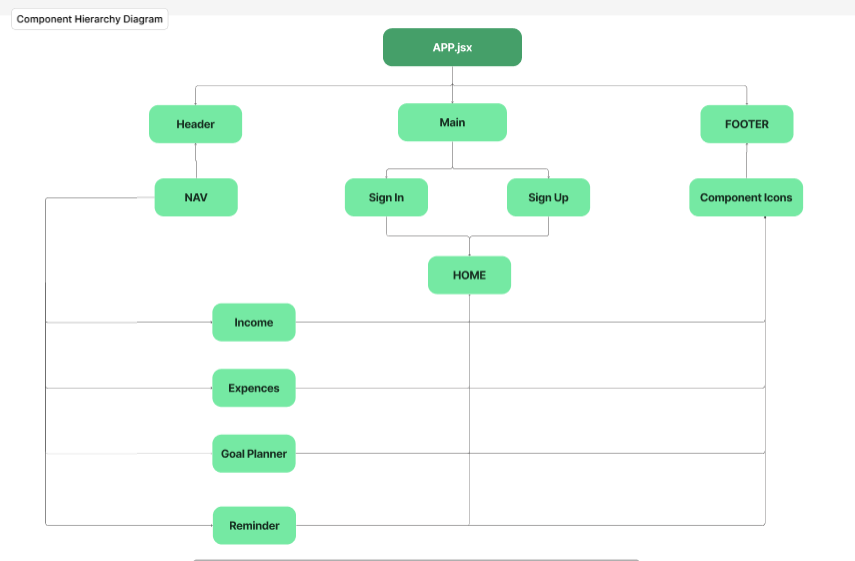 Component Hierarchy Diagram
APP.jsx
Header
Main
FOOTER
NAV
Sign In
Sign Up
Component Icons
HOME
Income
Expences
Goal Planner
Reminder